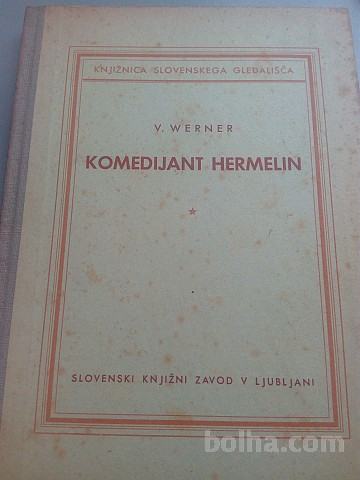 KNJIŽNICA SLOVENSKEGA GLEDALIŠČA
V. WERNER
KOMEDIJANT HERMELIN
SLOVENSKI KNJIŽNI ZAVOD V LJUBLJANI
bolha.com